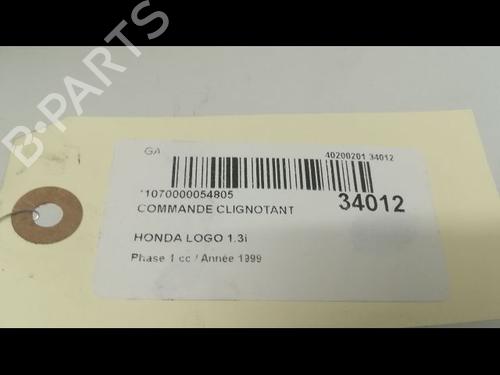 B-PARTS
GA
40200201 34012
*1070000054805
COMMANDE CLIGNOTANT
34012
HONDA LOGO 1.3i
Phase 1 cc / Année 1999